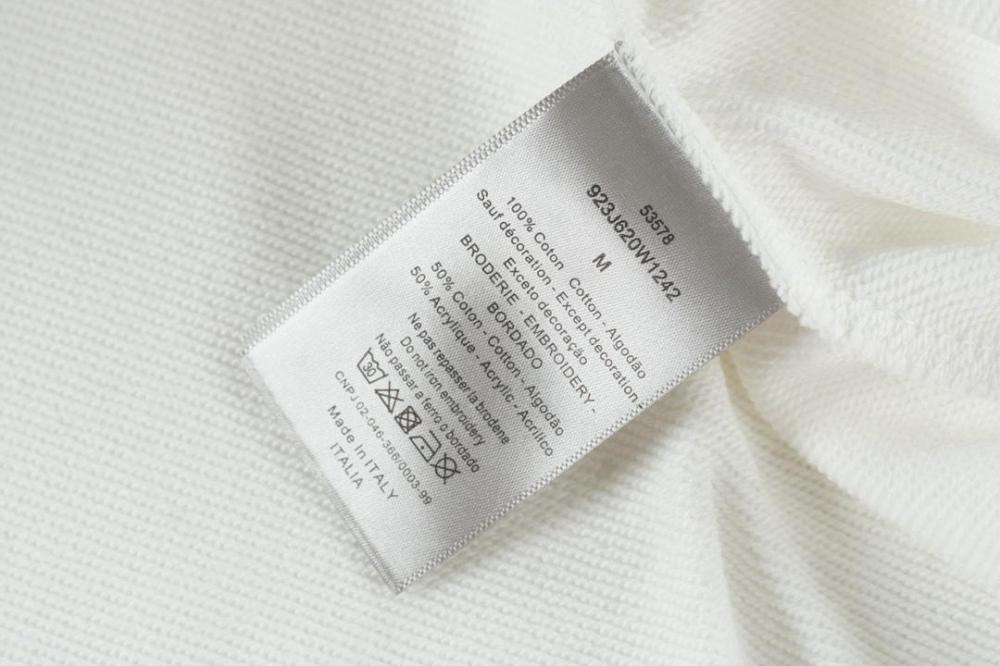 53578
923J620W1242
M
100% Coton Cotton - Algodão
Sauf décoration - Except decoration -
Exceto decoração
BRODERIE - EMBROIDERY -
BORDADO
50% Coton - Cotton - Algodão
50% Acrylique - Acrylic - Acrílico
Ne pas repasser la broderie
Do not iron embroidery
Não passar a ferro o bordado
30
CNPJ 02-046-366/0003-99
Made In ITALY
ITALIA